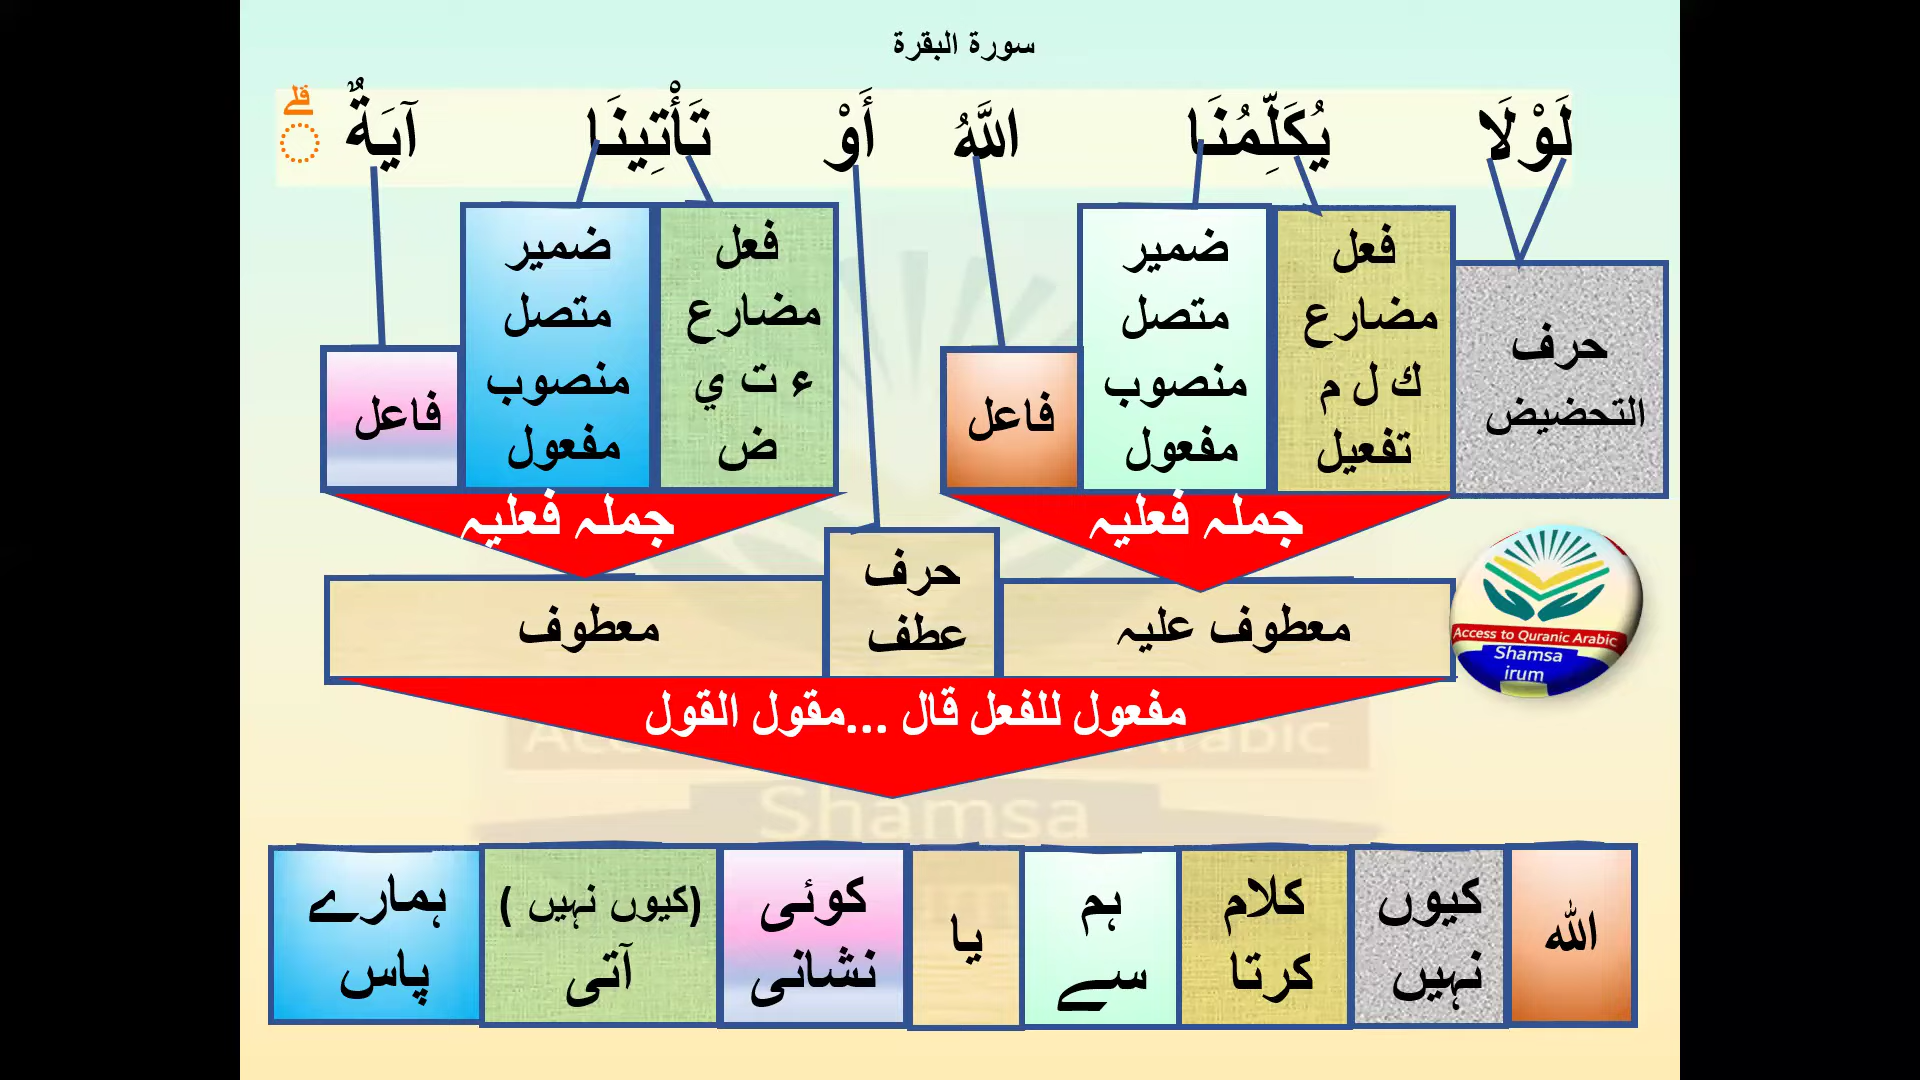 سورة البقرة
لَوْلَا يُكَلِّمُنَا اللَّهُ أَوْ تَأْتِينَا آيَةٌ ۗ
حرف
التحضيض
فعل
مضارع
ك ل م
تفعيل
ضمير
متصل
منصوب
مفعول
فاعل
فعل
مضارع
ء ت ي
ض
ضمير
متصل
منصوب
مفعول
فاعل
جملہ فعلیہ
جملہ فعلیہ
معطوف علیہ
حرف
عطف
معطوف
مفعول للفعل قال ...مقول القول
Access to Quranic Arabic
Shamsa
irum
Shamsa
اللہ
کیوں
نہیں
کلام
کرتا
ہم
سے
یا
کوئی
نشانی
(کیوں نہیں )
آتی
ہمارے
پاس